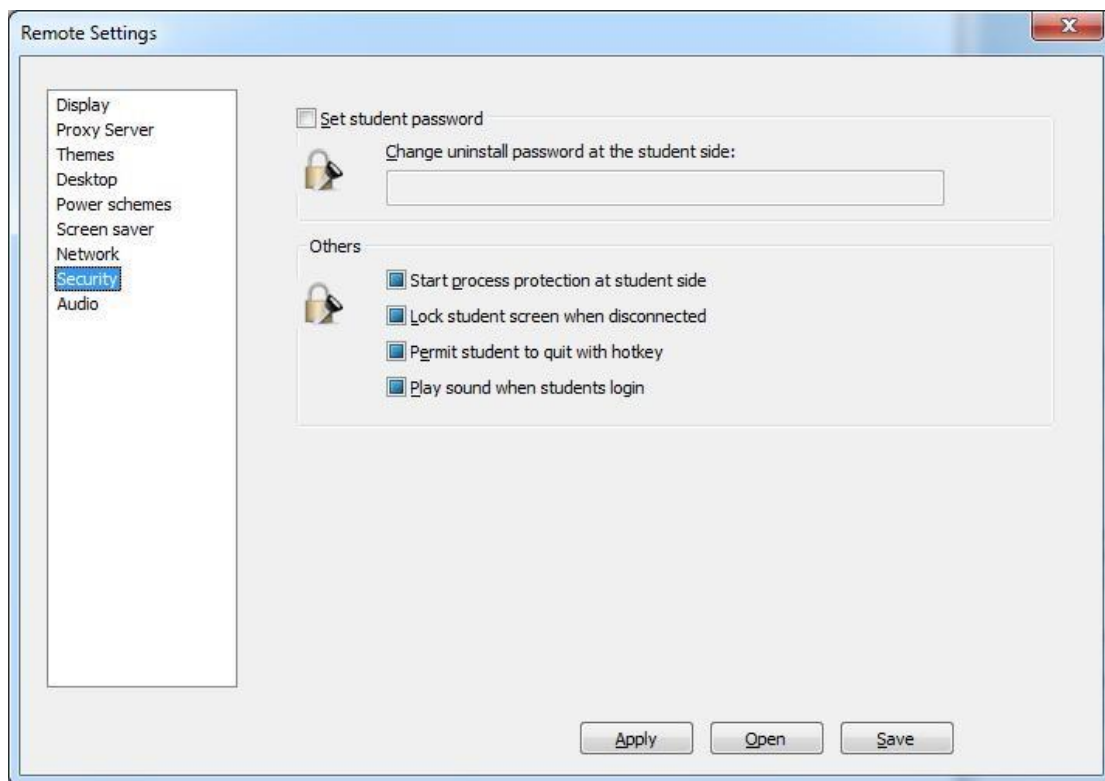 Remote Settings
Display
Proxy Server
Themes
Desktop
Power schemes
Screen saver
Network
Security
Audio
Set student password
Change uninstall password at the student side:
Others
Start process protection at student side
Lock student screen when disconnected
Permit student to quit with hotkey
Play sound when students login
Apply
Open
Save